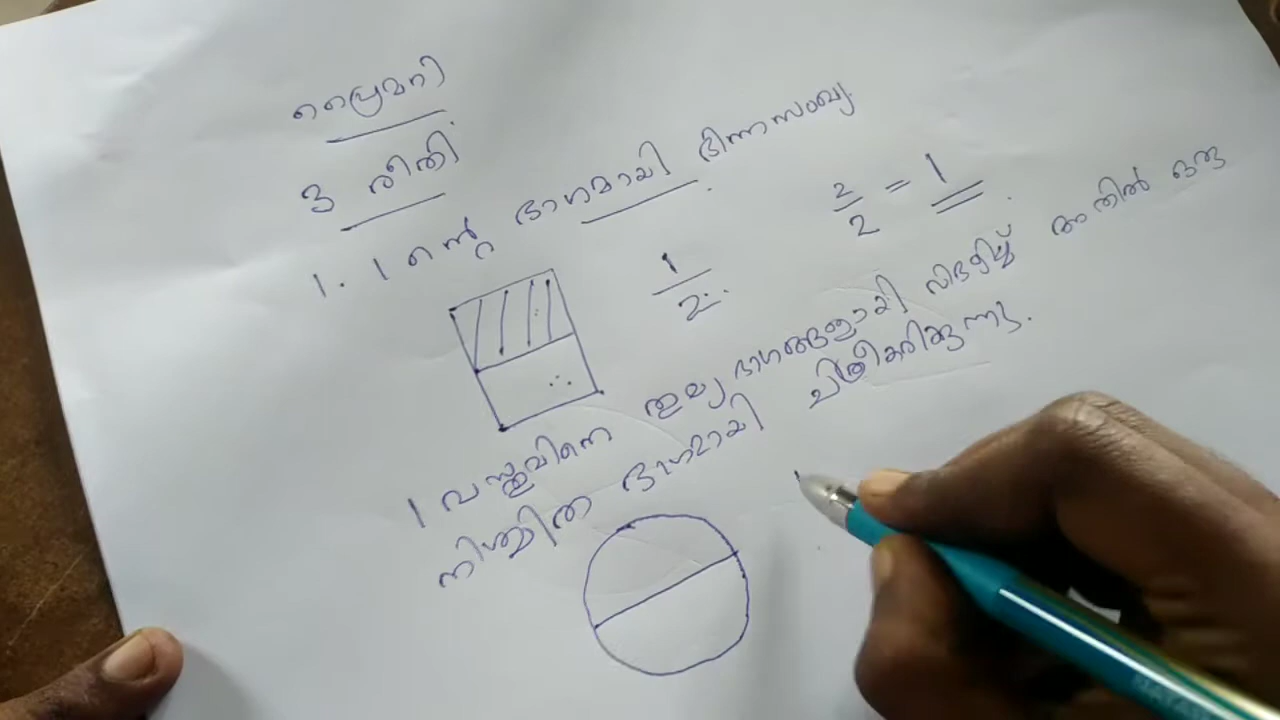 പ്രൈമറി
3 രീതി
1. 1 ന്റെ ഭാഗമായി ഭിന്നസംഖ്യ.
1/2
2/2 = 1
1 വസ്തുവിനെ തുല്യ ഭാഗങ്ങളായി വിഭജിച്ച് അതിൽ ഒരു
നിശ്ചിത ഭാഗമായി ചിത്രീകരിക്കുന്നു.